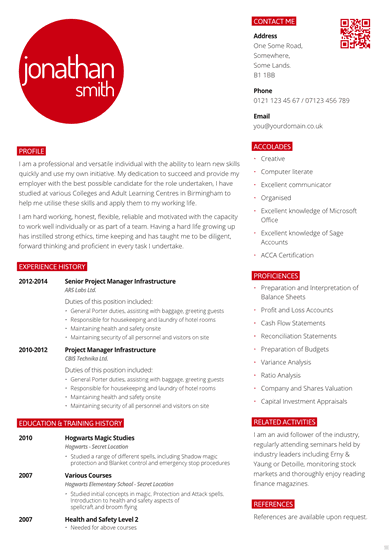 jonathan
smith
PROFILE
I am a professional and versatile individual with the ability to learn new skills
quickly and use my own initiative. My dedication to succeed and provide my
employer with the best possible candidate for the role undertaken, I have
studied at various Colleges and Adult Learning Centres in Birmingham to
help me utilise these skills and apply them to my working life.
I am hard working, honest, flexible, reliable and motivated with the capacity
to work well individually or as part of a team. Having a hard life growing up
has instilled strong ethics, time keeping and has taught me to be diligent,
forward thinking and proficient in every task I undertake.
EXPERIENCE HISTORY
2012-2014 Senior Project Manager Infrastructure
ARS Labs Ltd.
Duties of this position included:
• General Porter duties, assisting with baggage, greeting guests
• Responsible for housekeeping and laundry of hotel rooms
• Maintaining health and safety onsite
• Maintaining security of all personnel and visitors on site
2010-2012 Project Manager Infrastructure
CBIS Technika Ltd.
Duties of this position included:
• General Porter duties, assisting with baggage, greeting guests
• Responsible for housekeeping and laundry of hotel rooms
• Maintaining health and safety onsite
• Maintaining security of all personnel and visitors on site
EDUCATION & TRAINING HISTORY
2010 Hogwarts Magic Studies
Hogwarts - Secret Location
• Studied a range of different spells, including Shadow magic
protection and Blanket control and emergency stop procedures
2007 Various Courses
Hogwarts Elementary School - Secret Location
• Studied initial concepts in magic, Protection and Attack spells.
Introduction to health and safety aspects of
spellcraft and broom flying
2007 Health and Safety Level 2
• Needed for above courses
CONTACT ME
Address
One Some Road,
Somewhere,
Some Lands.
B1 1BB
Phone
0121 123 45 67 / 07123 456 789
Email
you@yourdomain.co.uk
ACCOLADES
• Creative
• Computer literate
• Excellent communicator
• Organised
• Excellent knowledge of Microsoft
Office
• Excellent knowledge of Sage
Accounts
• ACCA Certification
PROFICIENCES
• Preparation and Interpretation of
Balance Sheets
• Profit and Loss Accounts
• Cash Flow Statements
• Reconciliation Statements
• Preparation of Budgets
• Variance Analysis
• Ratio Analysis
• Company and Shares Valuation
• Capital Investment Appraisals
RELATED ACTIVITIES
I am an avid follower of the industry,
regularly attending seminars held by
industry leaders including Erny &
Yaung or Detoille, monitoring stock
markets and thoroughly enjoy reading
finance magazines.
REFERENCES
References are available upon request.